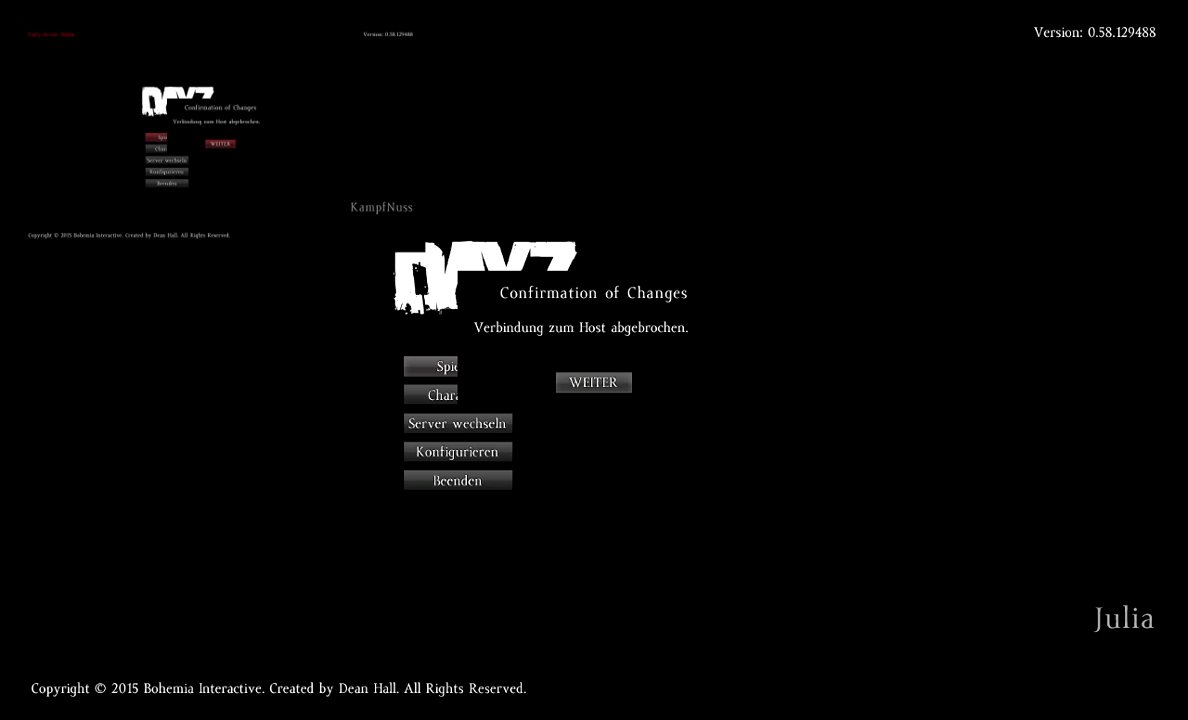 Version: 0.58.129488
Version: 0.58.129488
Confirmation of Changes
Verbindung zum Host abgebrochen.
Spie
WEITER
Chara
Server wechseln
Konfigurieren
Beenden
KampfNuss
Copyright © 2015 Bohemia Interactive. Created by Dean Hall. All Rights Reserved.
DAYZ
Confirmation of Changes
Verbindung zum Host abgebrochen.
Spie
WEITER
Chara
Server wechseln
Konfigurieren
Beenden
Julia
Copyright © 2015 Bohemia Interactive. Created by Dean Hall. All Rights Reserved.